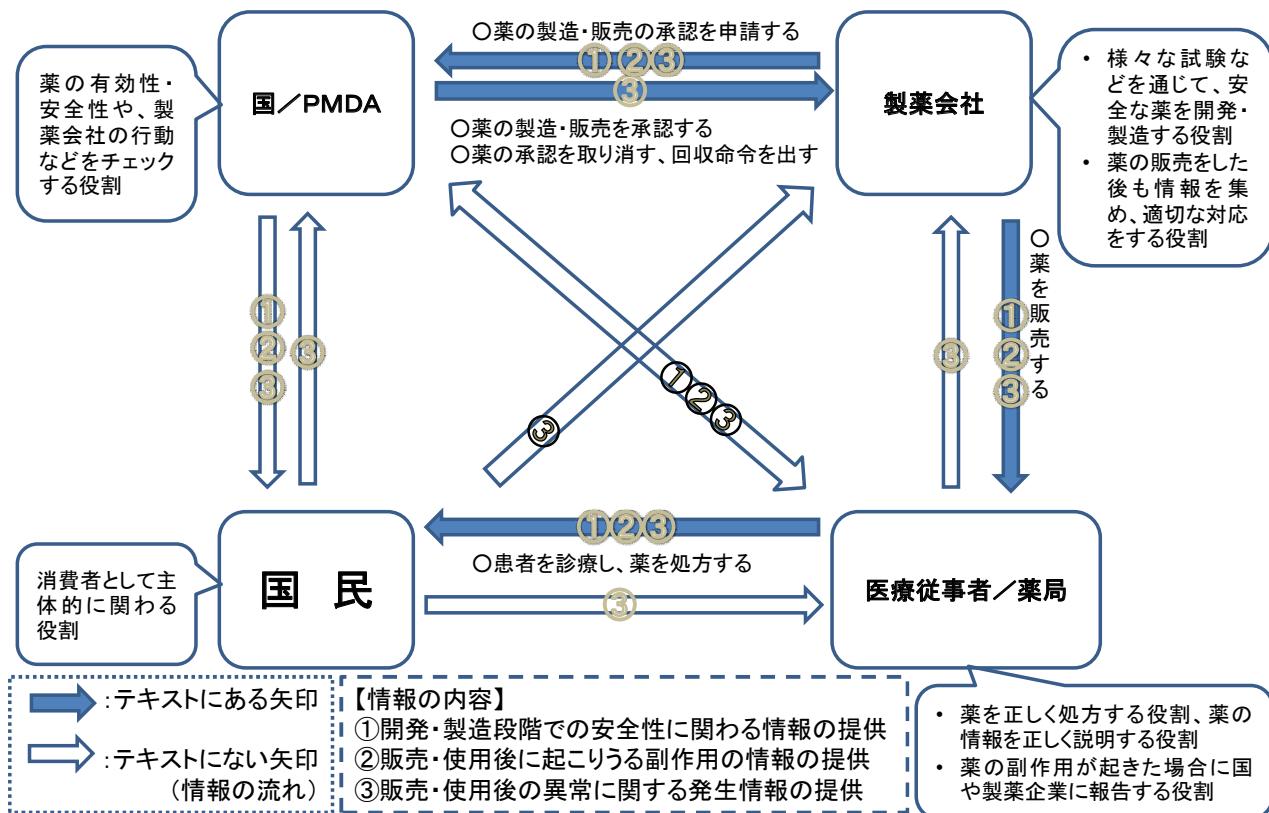 〇薬の製造・販売の承認を申請する
①②③
③
国／PMDA
製薬会社
薬の有効性・
安全性や、製
薬会社の行動
などをチェック
する役割
• 様々な試験な
どを通じて、安
全な薬を開発・
製造する役割
• 薬の販売をした
後も情報を集
め、適切な対応
をする役割
〇薬の製造・販売を承認する
〇薬の承認を取り消す、回収命令を出す
①
②
③
③
①②③
③
③
①
②
③
〇薬を販売する
①②③
〇患者を診療し、薬を処方する
③
国　民
医療従事者／薬局
消費者として主
体的に関わる
役割
：テキストにある矢印
：テキストにない矢印
（情報の流れ）
【情報の内容】
①開発・製造段階での安全性に関わる情報の提供
②販売・使用後に起こりうる副作用の情報の提供
③販売・使用後の異常に関する発生情報の提供
• 薬を正しく処方する役割、薬の
情報を正しく説明する役割
• 薬の副作用が起きた場合に国
や製薬企業に報告する役割